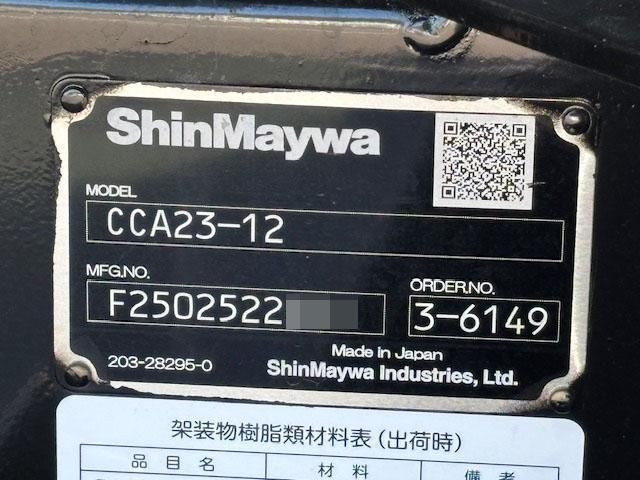 ShinMaywa
MODEL
CCA23-12
MFG.NO.
F2502522
ORDER.NO.
3-6149
203-28295-0
Made in Japan
ShinMaywa Industries, Ltd.
架装物樹脂類材料表（出荷時）
品目名 材料 備考